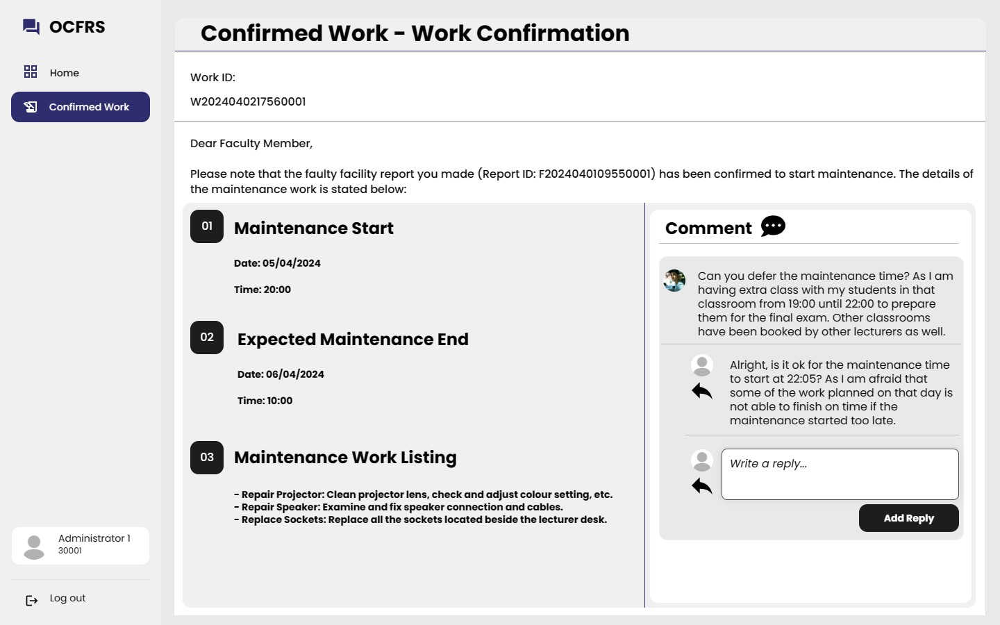 OCFRS
Home
Confirmed Work
Administrator 1
30001
Log out
Confirmed Work - Work Confirmation
Work ID:
W2024040217560001
Dear Faculty Member,
Please note that the faulty facility report you made (Report ID: F2024040109550001) has been confirmed to start maintenance. The details of
the maintenance work is stated below:
01
Maintenance Start
Date: 05/04/2024
Time: 20:00
02
Expected Maintenance End
Date: 06/04/2024
Time: 10:00
03
Maintenance Work Listing
- Repair Projector: Clean projector lens, check and adjust colour setting, etc.
- Repair Speaker: Examine and fix speaker connection and cables.
- Replace Sockets: Replace all the sockets located beside the lecturer desk.
Comment
Can you defer the maintenance time? As I am
having extra class with my students in that
classroom from 19:00 until 22:00 to prepare
them for the final exam. Other classrooms
have been booked by other lecturers as well.
Alright, is it ok for the maintenance time
to start at 22:05? As I am afraid that
some of the work planned on that day is
not able to finish on time if the
maintenance started too late.
Write a reply...
Add Reply